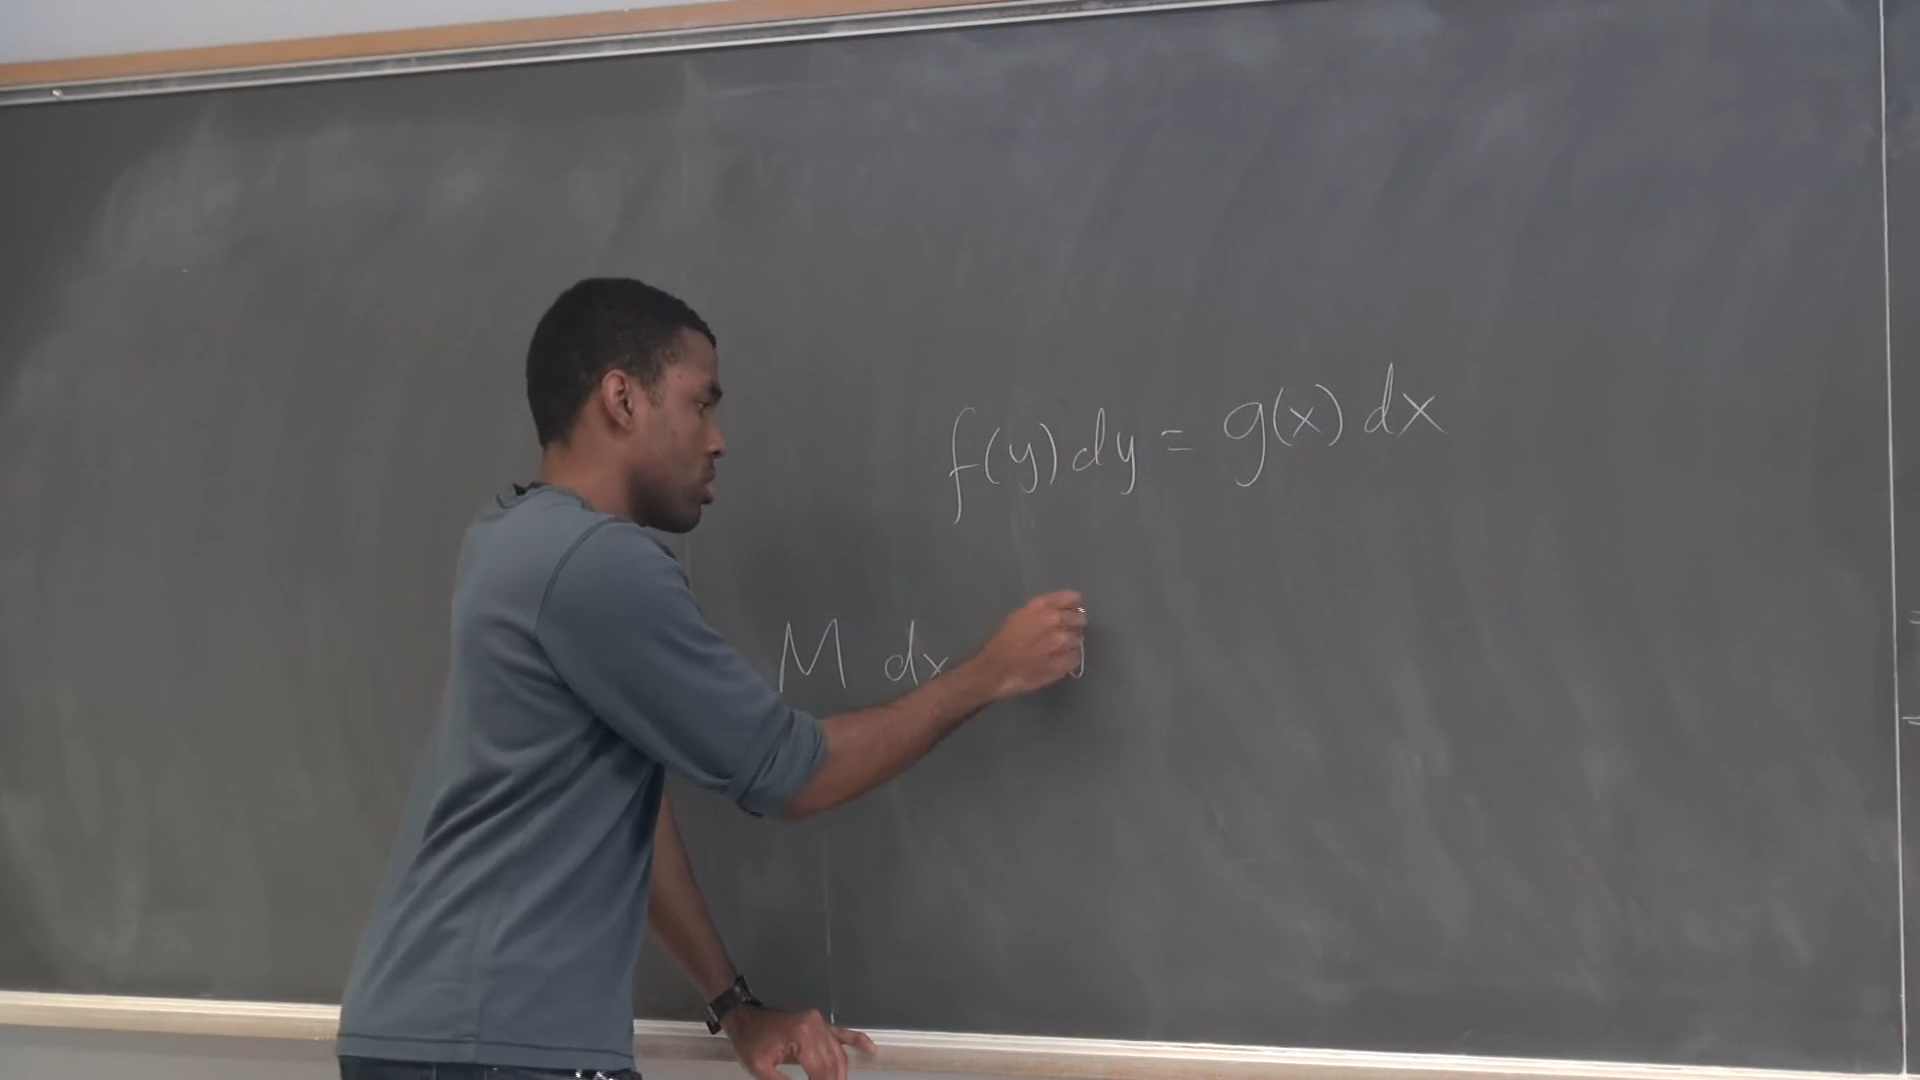 f(y) dy = g(x) dx
M dx